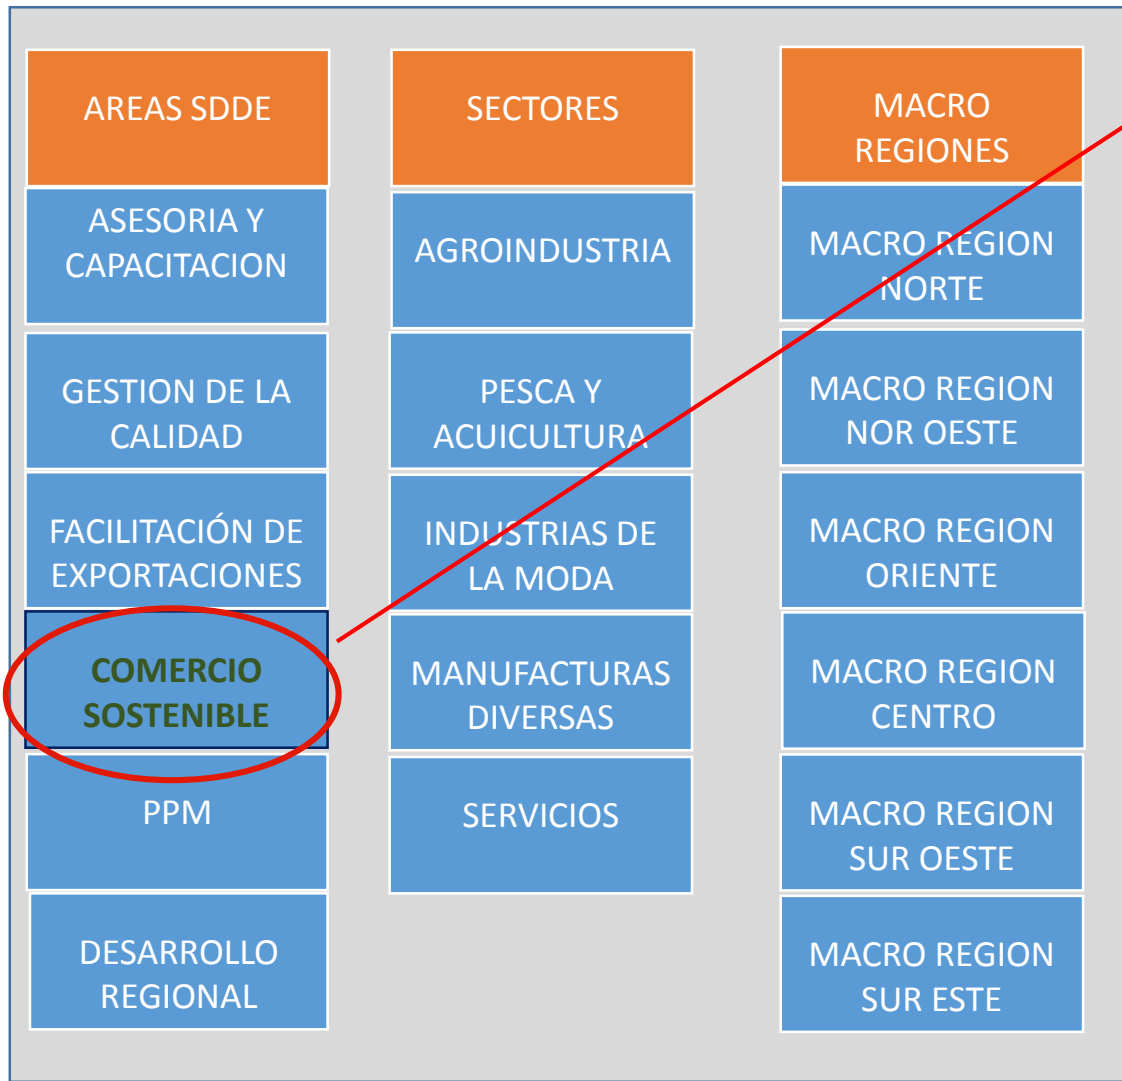 AREAS SDDE
ASESORIA Y
CAPACITACION
GESTION DE LA
CALIDAD
FACILITACIÓN DE
EXPORTACIONES
COMERCIO
SOSTENIBLE
PPM
DESARROLLO
REGIONAL
SECTORES
AGROINDUSTRIA
PESCA Y
ACUICULTURA
INDUSTRIAS DE
LA MODA
MANUFACTURAS
DIVERSAS
SERVICIOS
MACRO
REGIONES
MACRO REGION
NORTE
MACRO REGION
NOR OESTE
MACRO REGION
ORIENTE
MACRO REGION
CENTRO
MACRO REGION
SUR OESTE
MACRO REGION
SUR ESTE